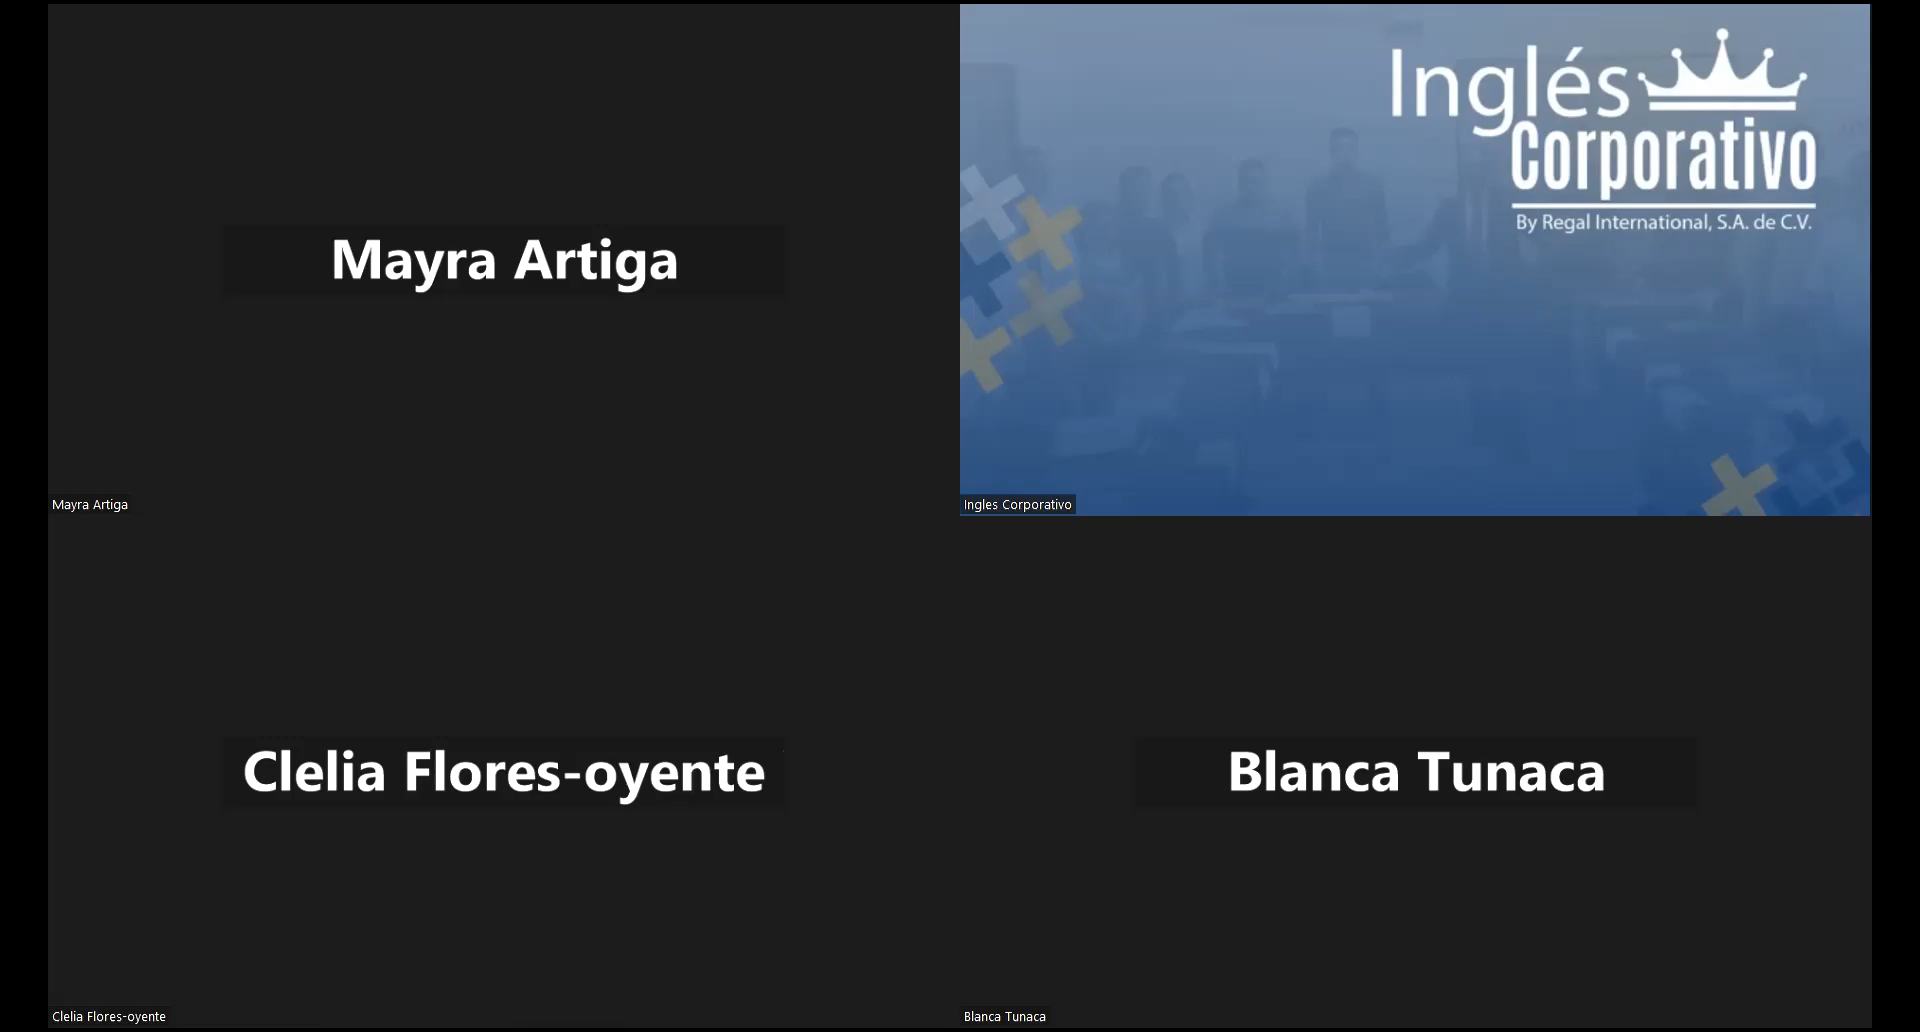 Mayra Artiga
Mayra Artiga
Inglés
Corporativo
By Regal International, S.A. de C.V.
Ingles Corporativo
Clelia Flores-oyente
Clelia Flores-oyente
Blanca Tunaca
Blanca Tunaca